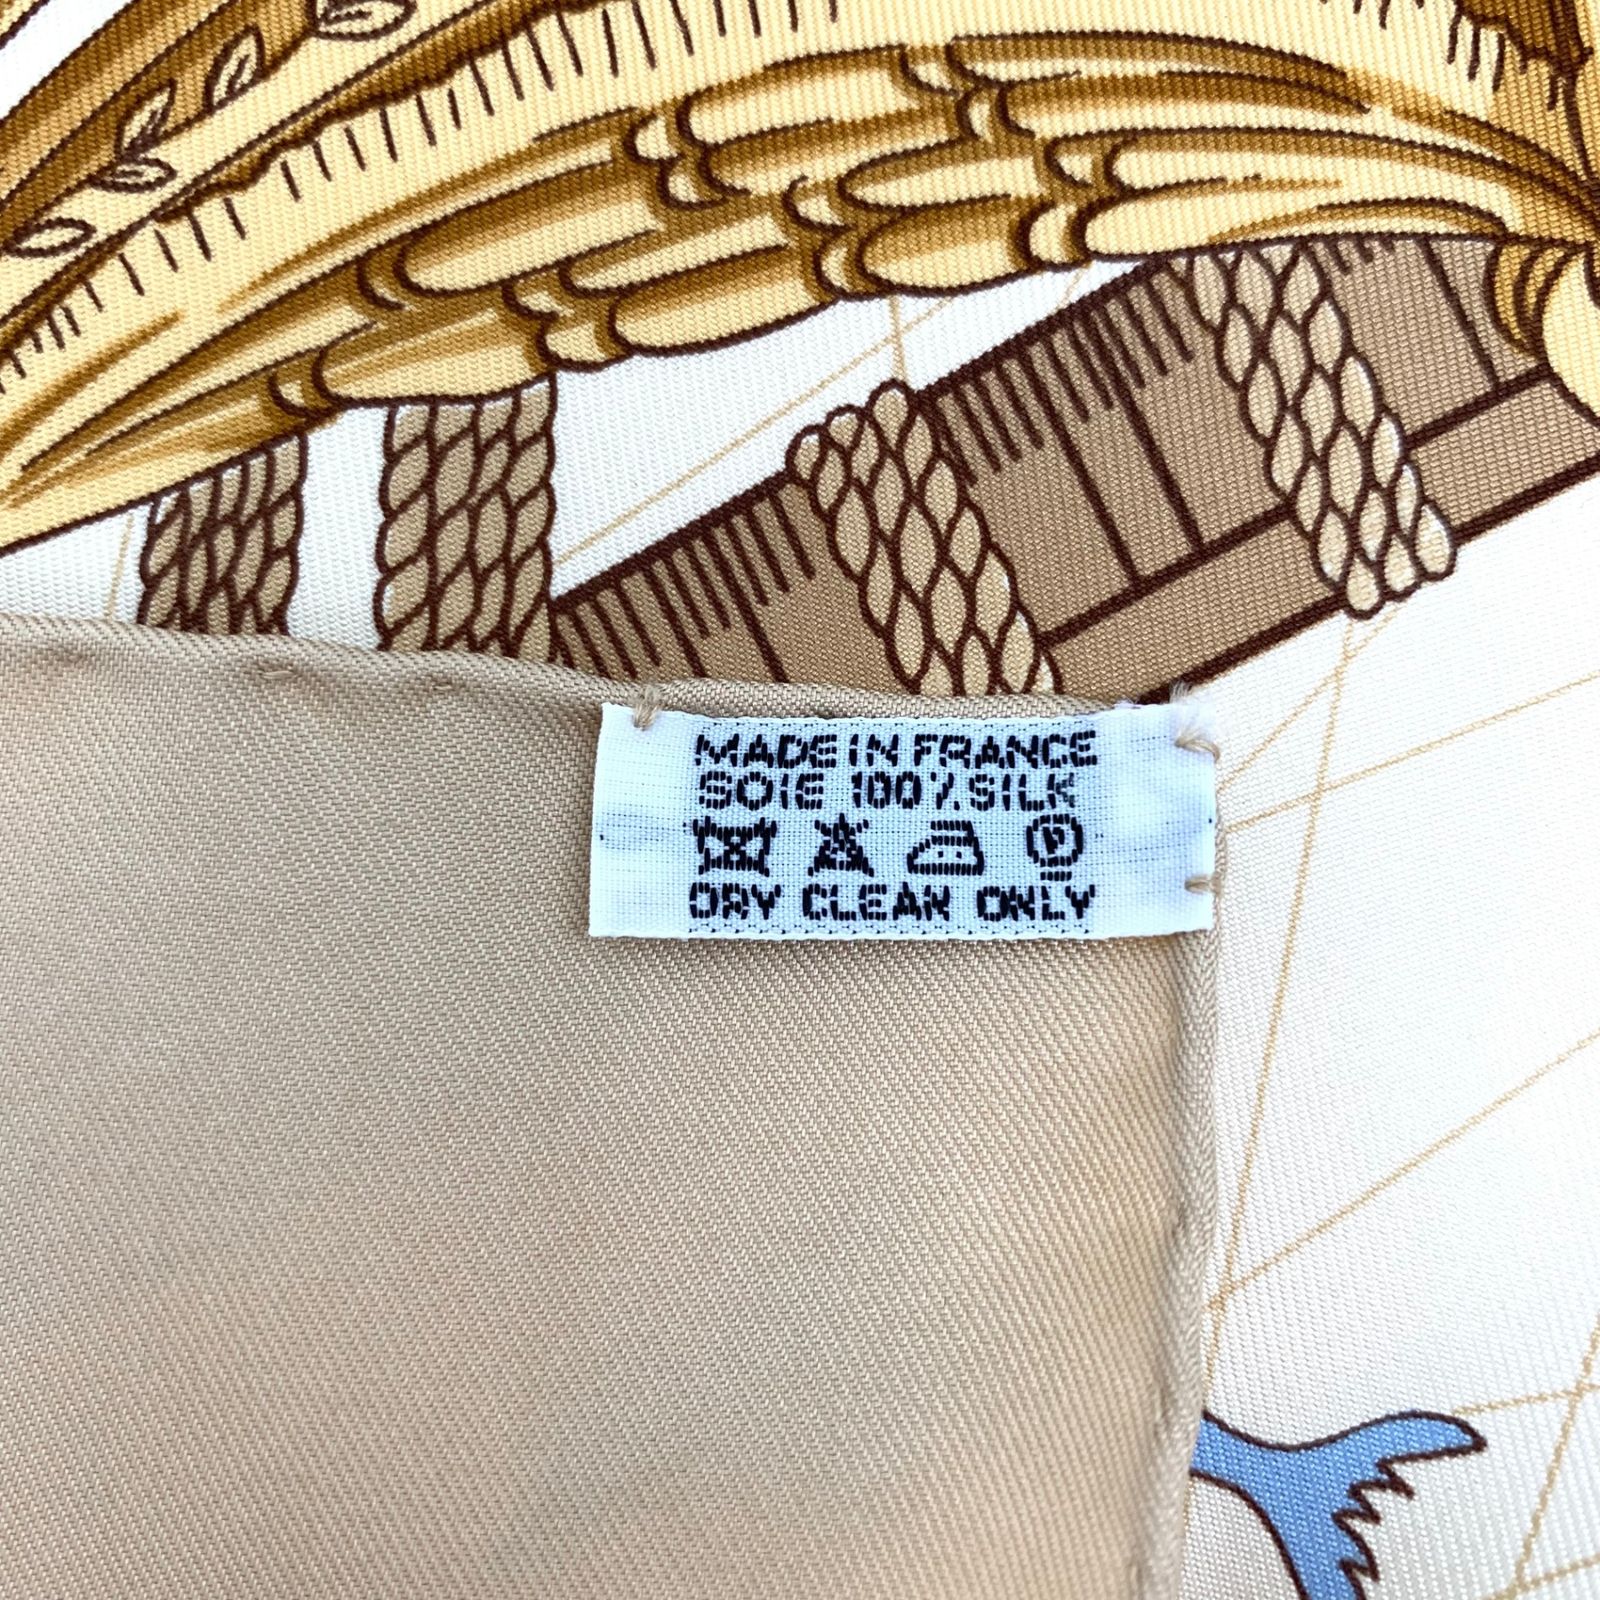 MADE IN FRANCE
SOIE 100% SILK
P
DRY CLEAN ONLY